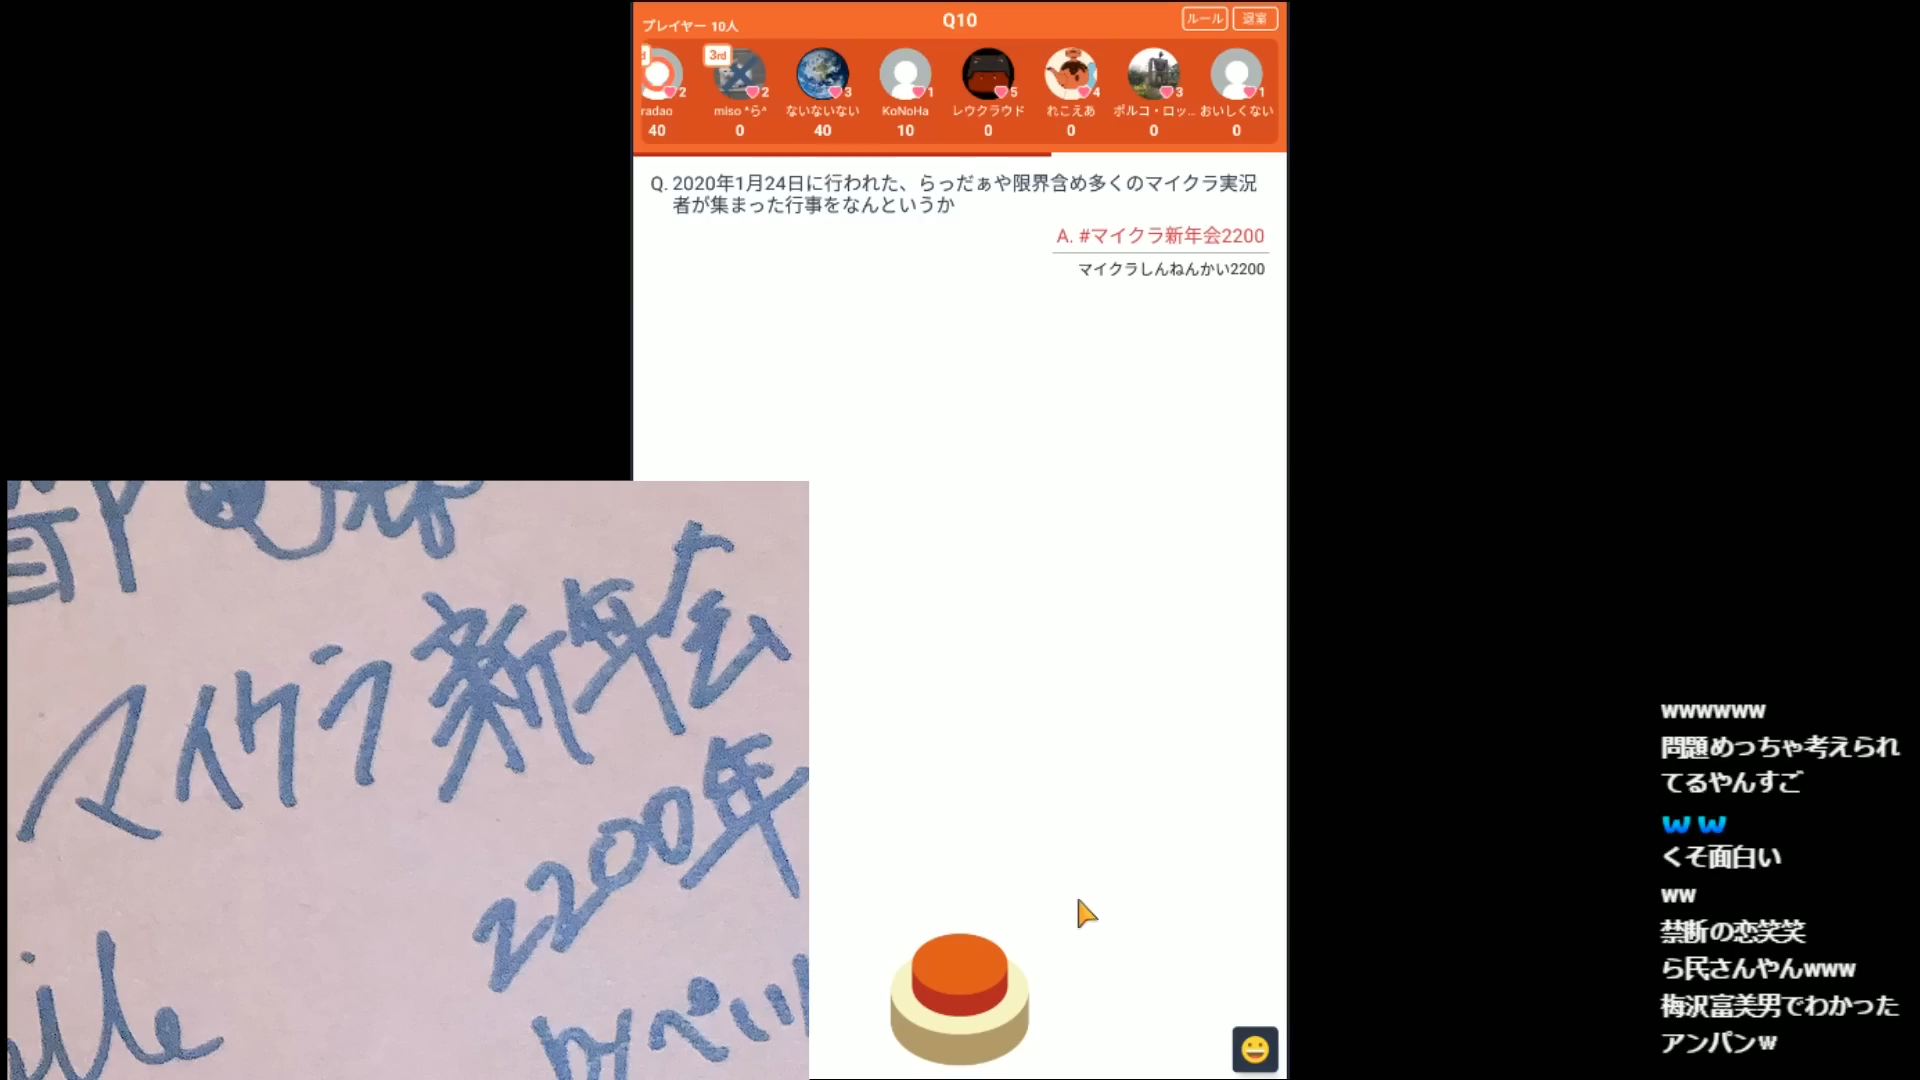 プレイヤー 10人
Q10
ルール
退室
3rd
2
2
3
1
5
4
3
1
radao
miso *ら*
ないないない
KoNoHa
レウクラウド
れこえあ
ポルコ・ロッ...
おいしくない
40
0
40
10
0
0
0
0
Q. 2020年1月24日に行われた、らっだぁや限界含め多くのマイクラ実況
者が集まった行事をなんというか
A. #マイクラ新年会2200
マイクラしんねんかい2200
マイクラ新年会
2200年
wwwwww
問題めっちゃ考えられ
てるやんすご
w w
くそ面白い
ww
禁断の恋笑笑
ら民さんやんwww
梅沢富美男でわかった
アンパンw